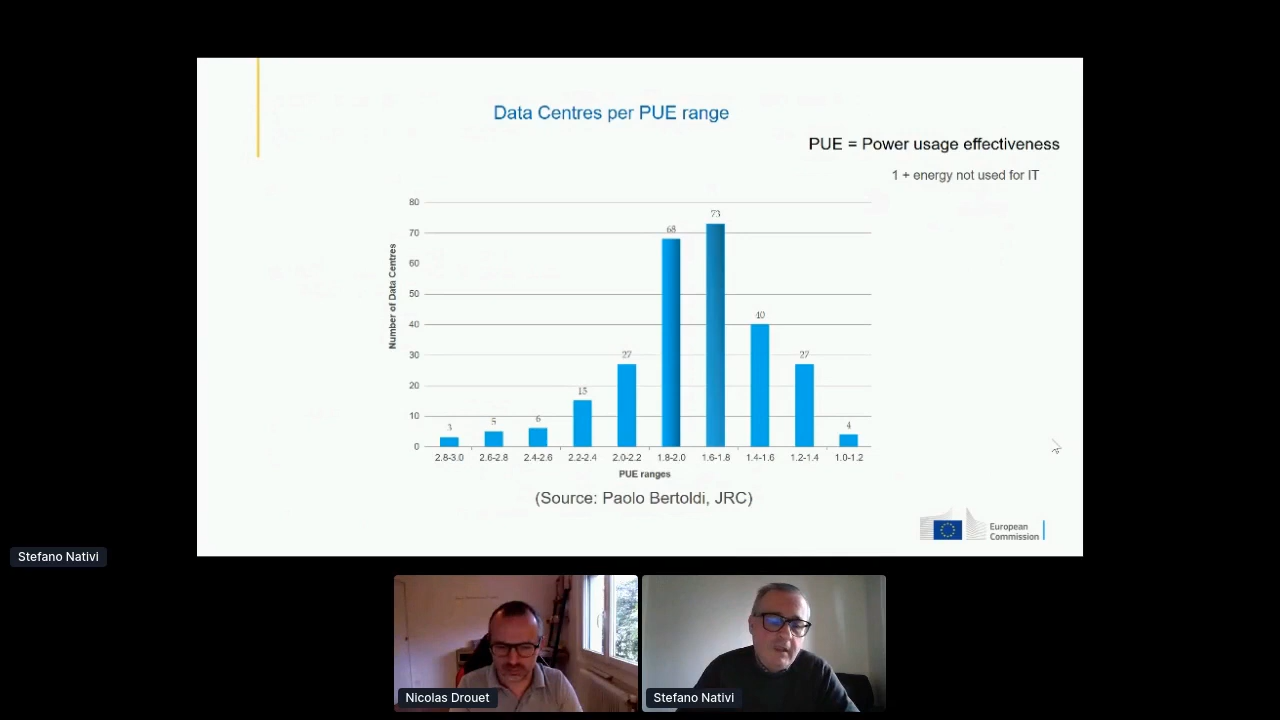 Data Centres per PUE range
PUE = Power usage effectiveness
1 + energy not used for IT
80
70
60
50
40
30
20
10
0
Number of Data Centres
3
5
6
15
27
68
73
40
27
4
2.8-3.0 2.6-2.8 2.4-2.6 2.2-2.4 2.0-2.2 1.8-2.0 1.6-1.8 1.4-1.6 1.2-1.4 1.0-1.2
PUE ranges
(Source: Paolo Bertoldi, JRC)
European
Commission
Stefano Nativi
Nicolas Drouet
Stefano Nativi